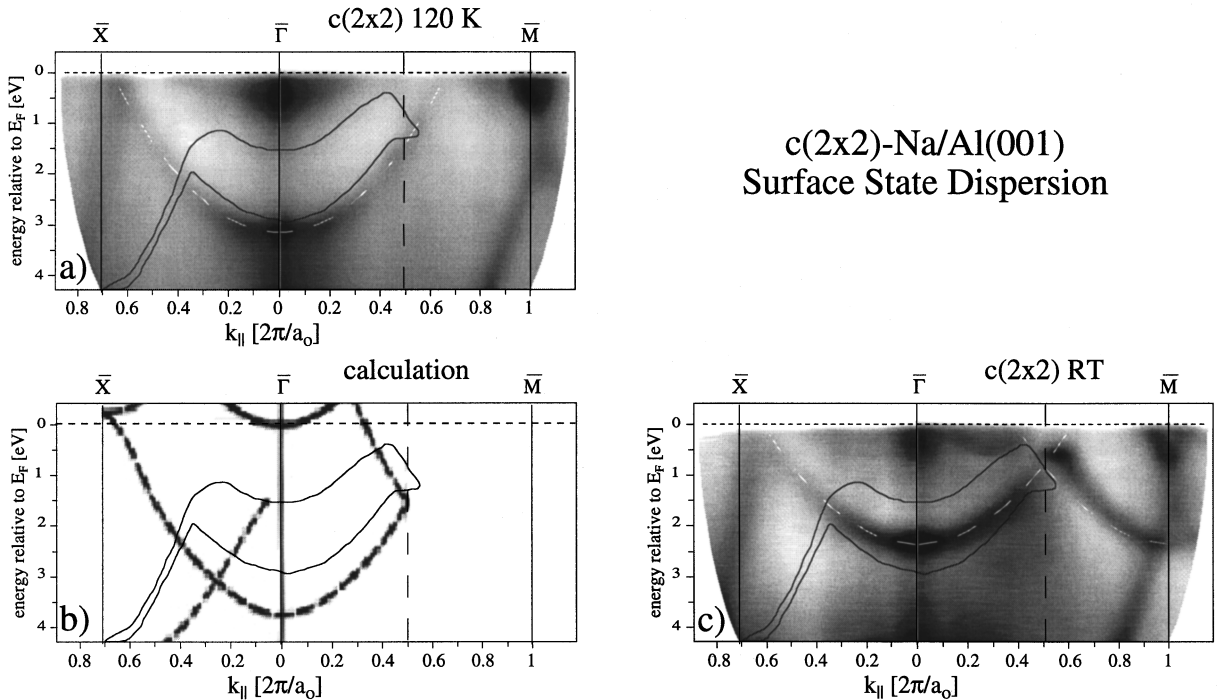 c(2x2) 120 K
X̅ Γ̅ M̅
0
1
2
3
4
energy relative to E_F [eV]
a)
0.8 0.6 0.4 0.2 0 0.2 0.4 0.6 0.8 1
k_|| [2π/a_o]
c(2x2)-Na/Al(001)
Surface State Dispersion
calculation
X̅ Γ̅ M̅
0
1
2
3
4
energy relative to E_F [eV]
b)
0.8 0.6 0.4 0.2 0 0.2 0.4 0.6 0.8 1
k_|| [2π/a_o]
c(2x2) RT
X̅ Γ̅ M̅
0
1
2
3
4
energy relative to E_F [eV]
c)
0.8 0.6 0.4 0.2 0 0.2 0.4 0.6 0.8 1
k_|| [2π/a_o]